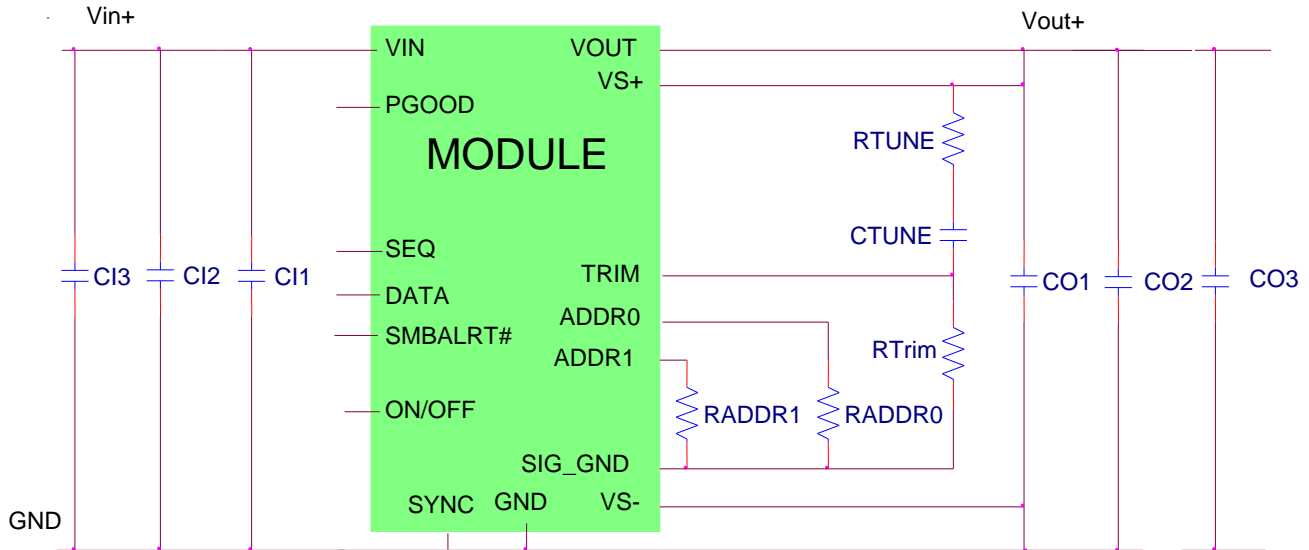 Vin+
Vout+
VIN
VOUT
VS+
PGOOD
MODULE
RTUNE
CTUNE
SEQ
TRIM
CI3
CI2
CI1
CO1
CO2
CO3
DATA
ADDR0
SMBALRT#
RTrim
ADDR1
ON/OFF
RADDR1
RADDR0
SIG_GND
SYNC
GND
VS-
GND